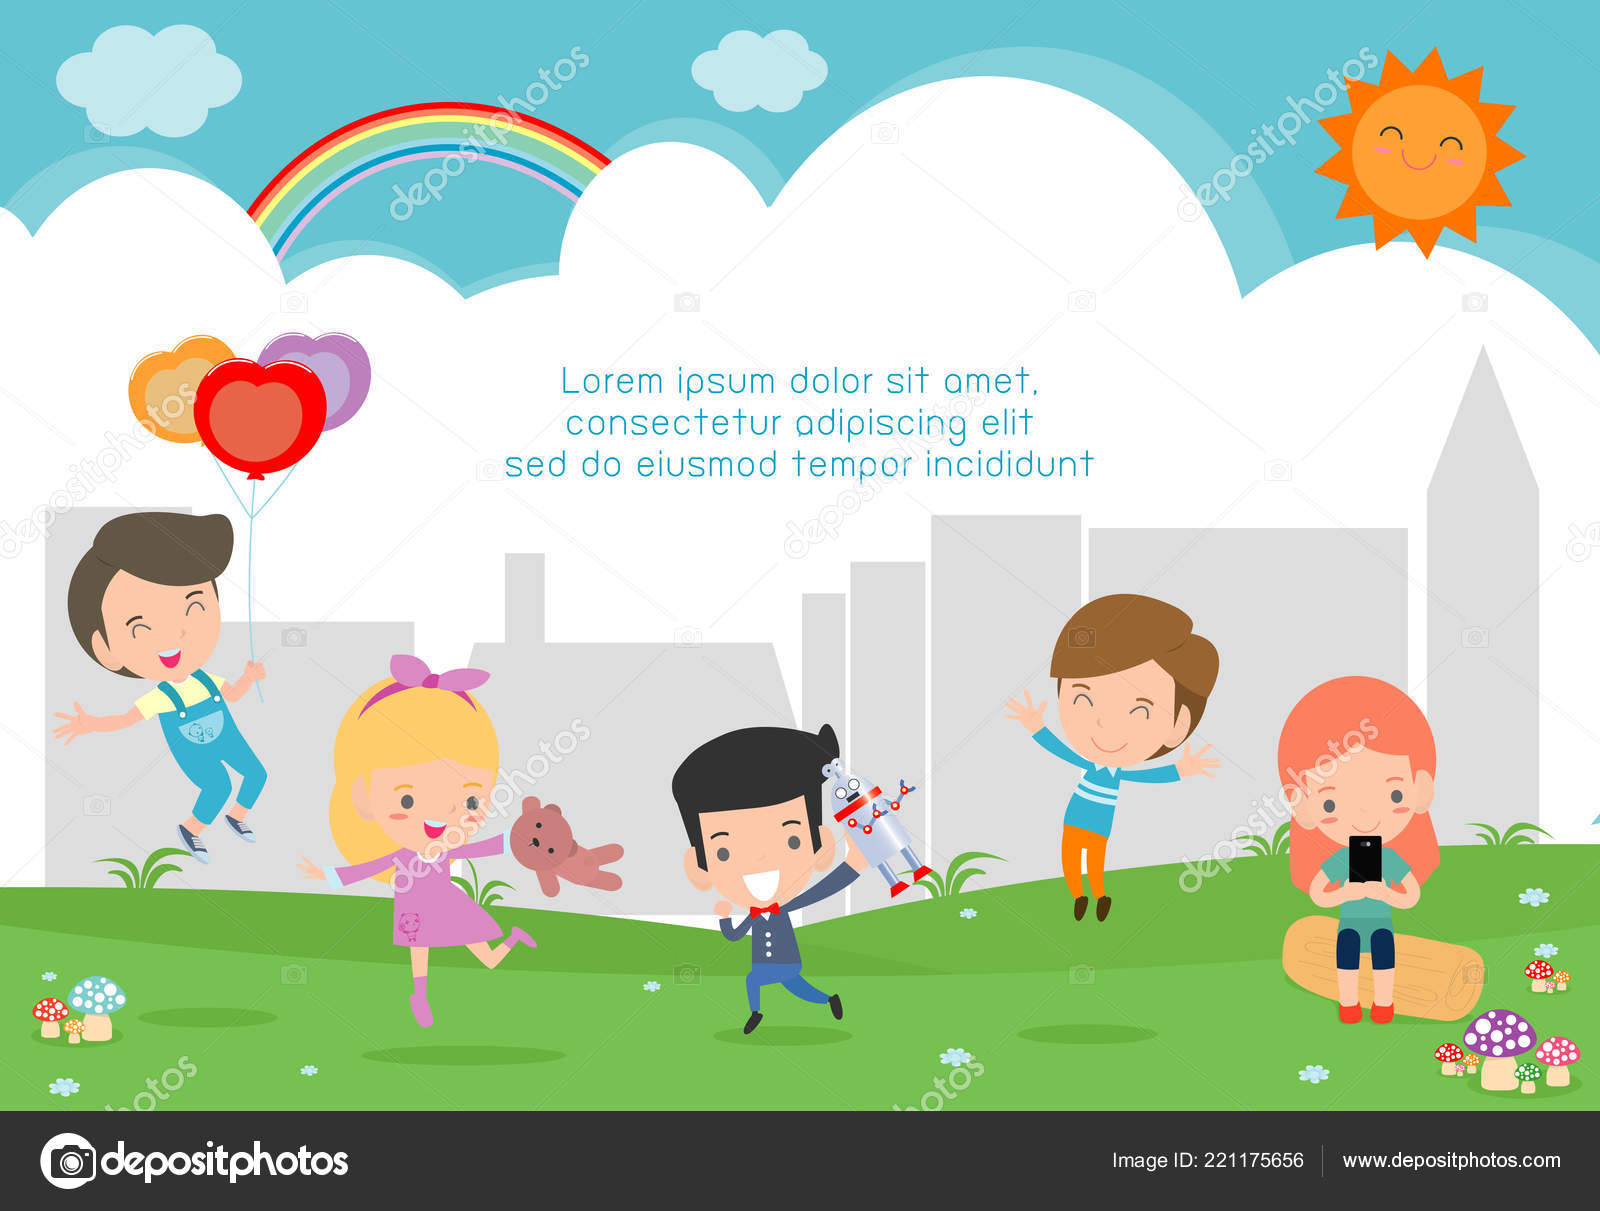 Lorem ipsum dolor sit amet,
consectetur adipiscing elit
sed do eiusmod tempor incididunt
depositphotos
Image ID: 221175656
www.depositphotos.com